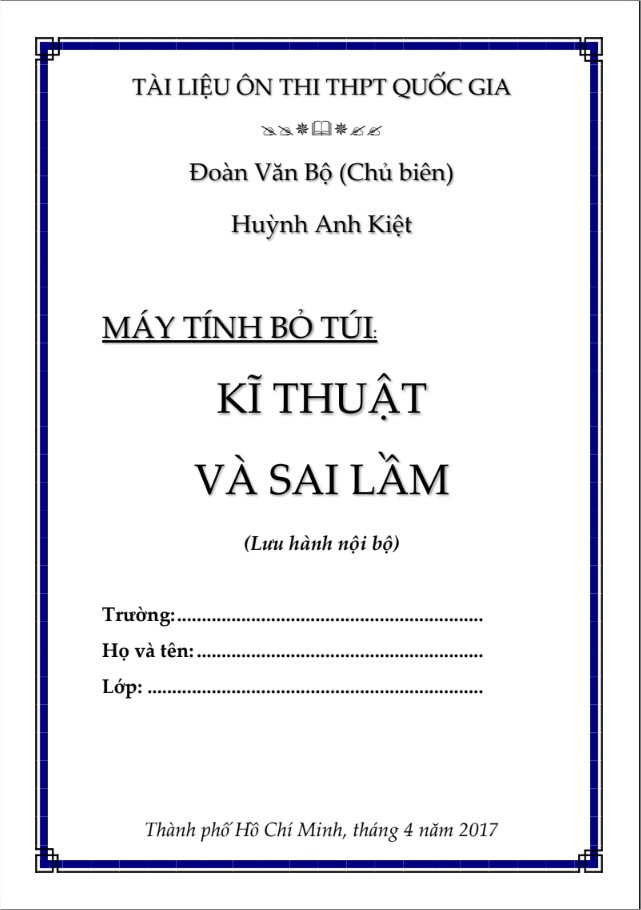 TÀI LIỆU ÔN THI THPT QUỐC GIA
Đoàn Văn Bộ (Chủ biên)
Huỳnh Anh Kiệt
MÁY TÍNH BỎ TÚI:
KĨ THUẬT
VÀ SAI LẦM
(Lưu hành nội bộ)
Trường:...............................................................
Họ và tên:...........................................................
Lớp: .....................................................................
Thành phố Hồ Chí Minh, tháng 4 năm 2017